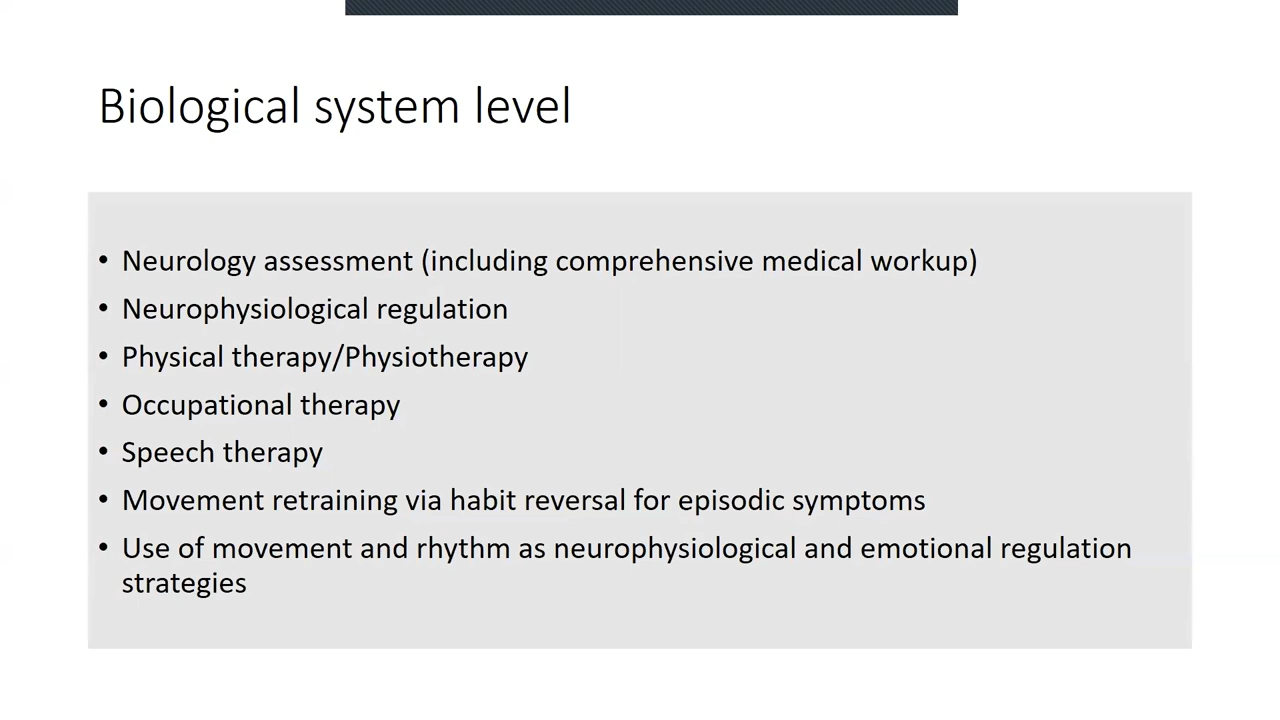 Biological system level
• Neurology assessment (including comprehensive medical workup)
• Neurophysiological regulation
• Physical therapy/Physiotherapy
• Occupational therapy
• Speech therapy
• Movement retraining via habit reversal for episodic symptoms
• Use of movement and rhythm as neurophysiological and emotional regulation
strategies